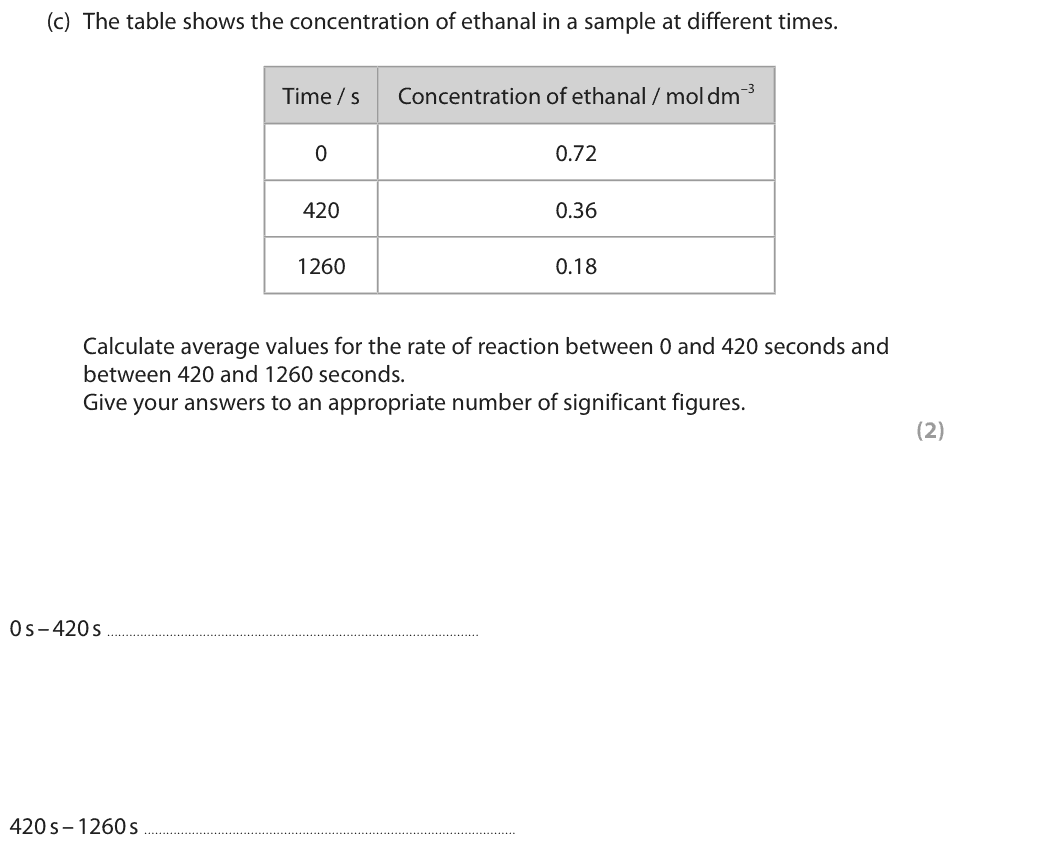 (c) The table shows the concentration of ethanal in a sample at different times.
Time / s Concentration of ethanal / mol dm⁻³
0 0.72
420 0.36
1260 0.18
Calculate average values for the rate of reaction between 0 and 420 seconds and
between 420 and 1260 seconds.
Give your answers to an appropriate number of significant figures.
(2)
0 s – 420 s
420 s – 1260 s